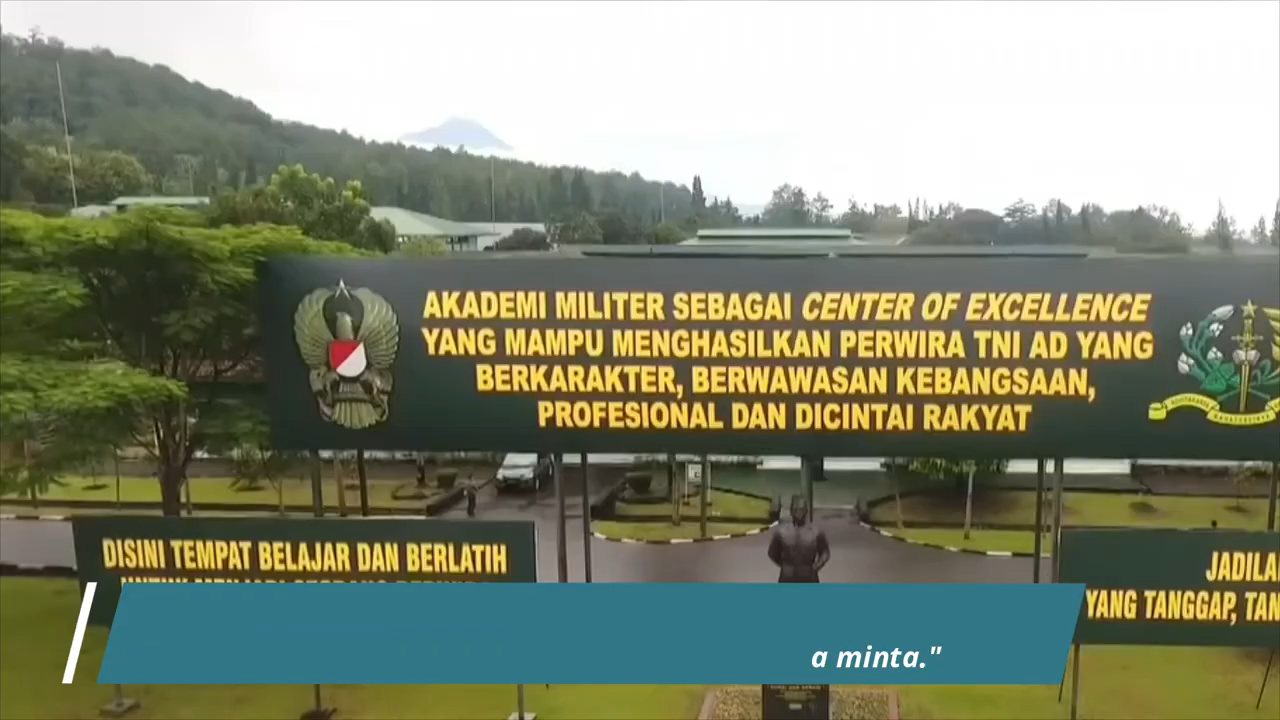 AKADEMI MILITER SEBAGAI CENTER OF EXCELLENCE
YANG MAMPU MENGHASILKAN PERWIRA TNI AD YANG
BERKARAKTER, BERWAWASAN KEBANGSAAN,
PROFESIONAL DAN DICINTAI RAKYAT
DISINI TEMPAT BELAJAR DAN BERLATIH
JADILA
YANG TANGGAP, TAN
a minta."